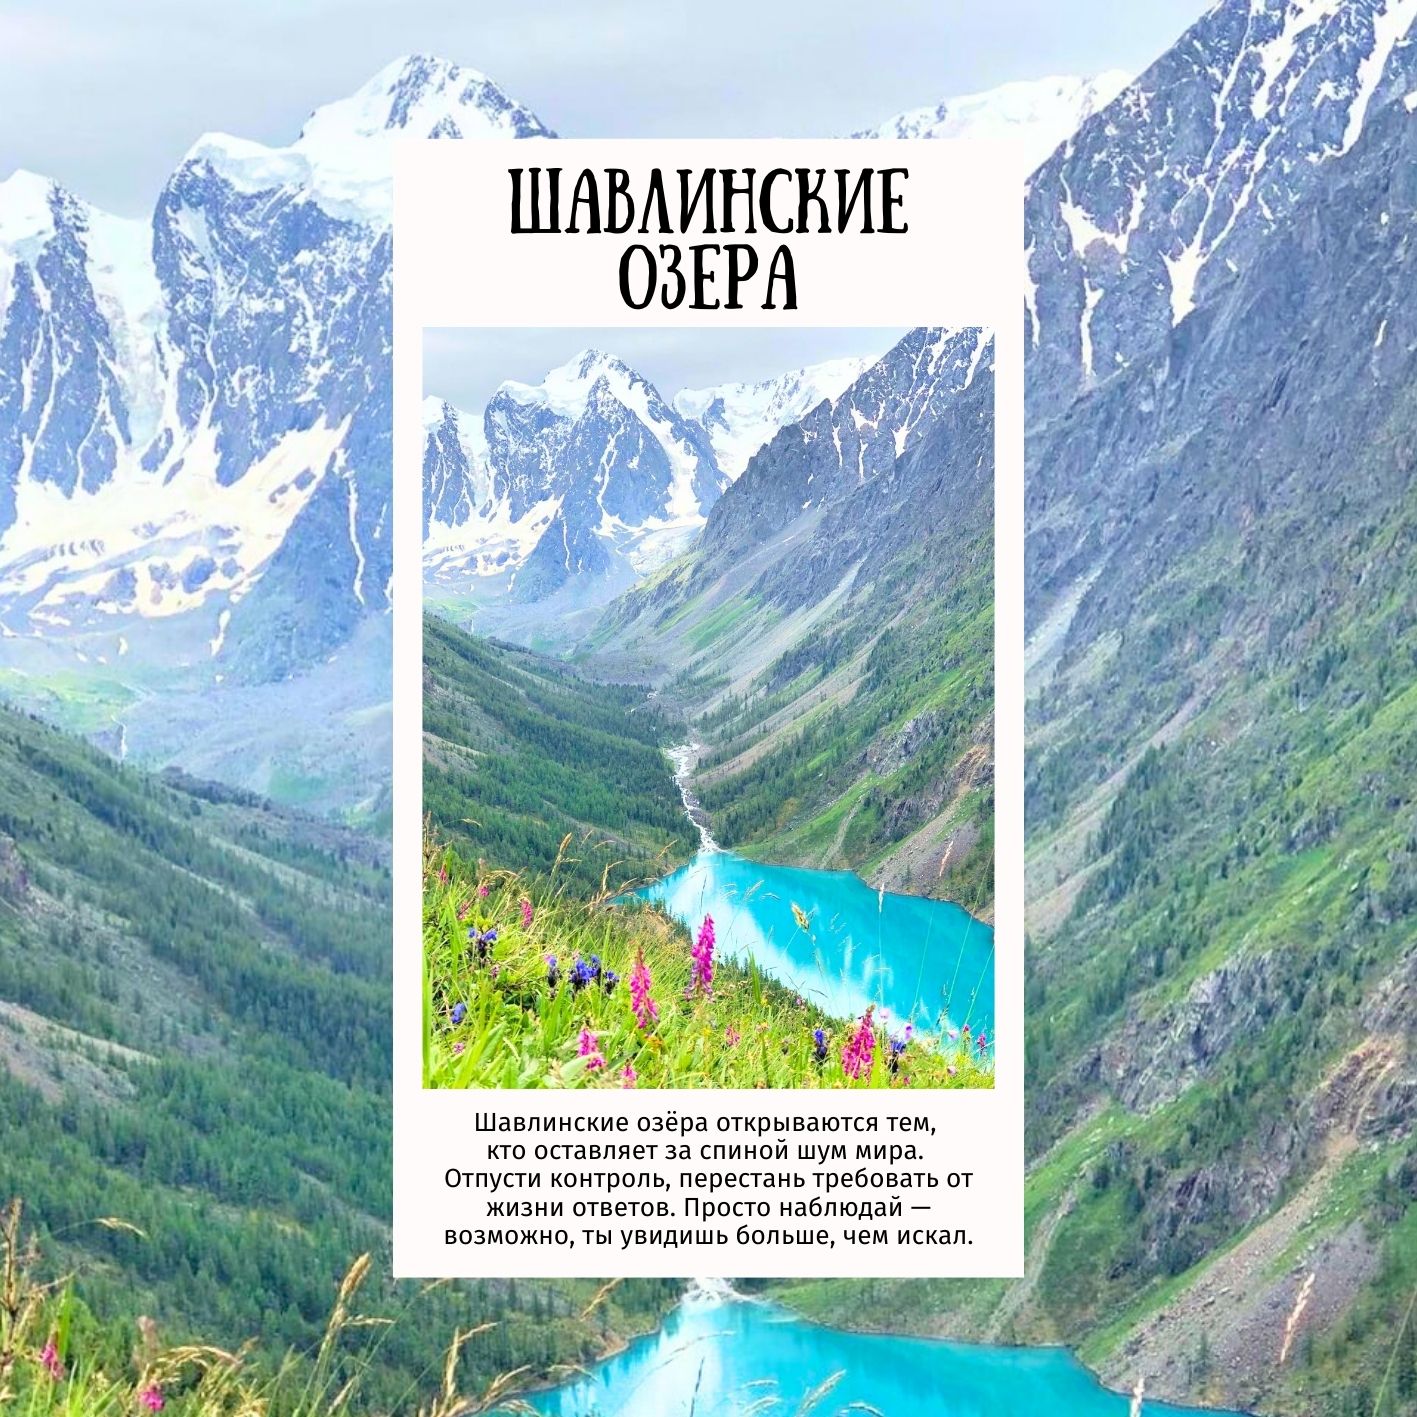 ШАВЛИНСКИЕ
ОЗЕРА
Шавлинские озёра открываются тем,
кто оставляет за спиной шум мира.
Отпусти контроль, перестань требовать от
жизни ответов. Просто наблюдай —
возможно, ты увидишь больше, чем искал.